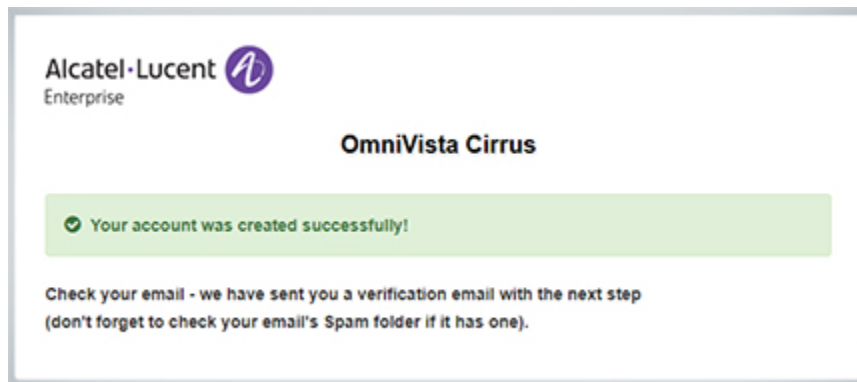 Alcatel·Lucent
Enterprise
OmniVista Cirrus
Your account was created successfully!
Check your email - we have sent you a verification email with the next step
(don't forget to check your email's Spam folder if it has one).